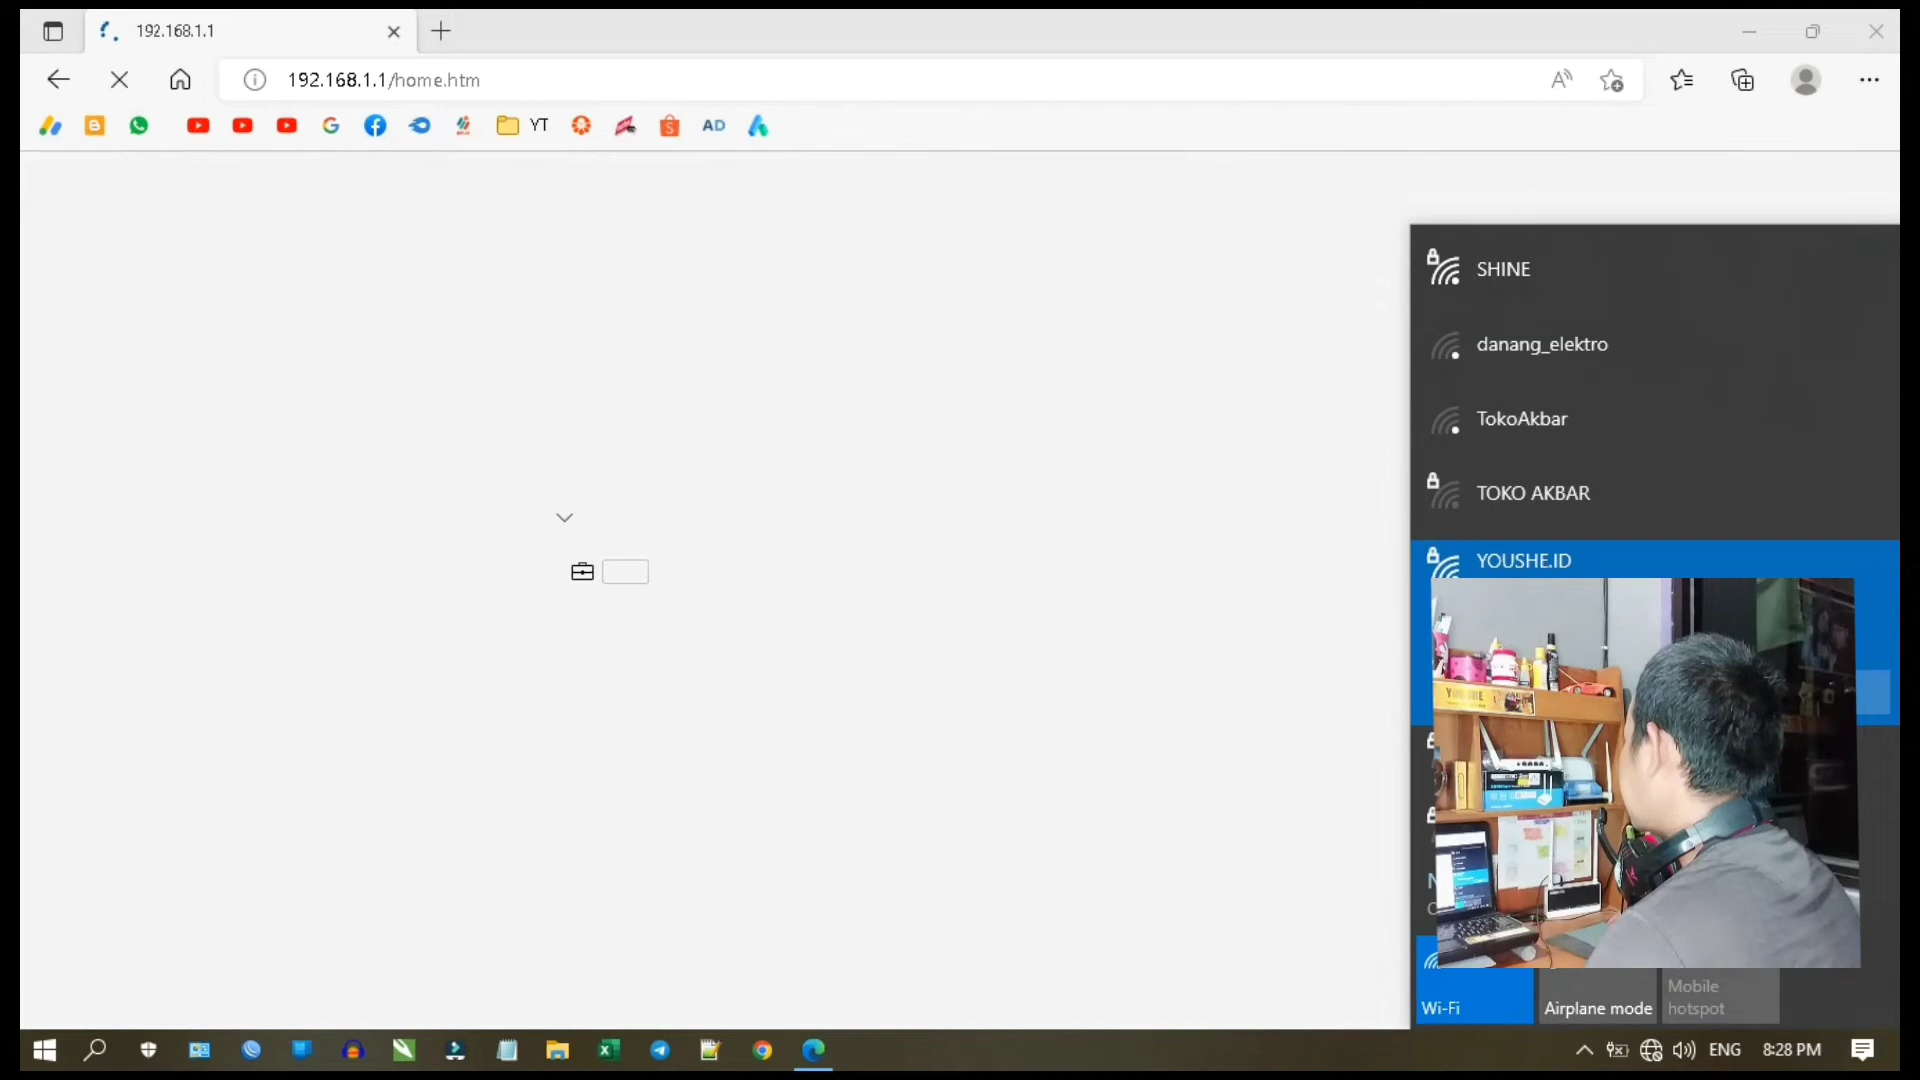 192.168.1.1
192.168.1.1/home.htm
YT
AD
SHINE
danang_elektro
TokoAkbar
TOKO AKBAR
YOUSHE.ID
YOUSHE
Wi-Fi
Airplane mode
Mobile hotspot
ENG
8:28 PM